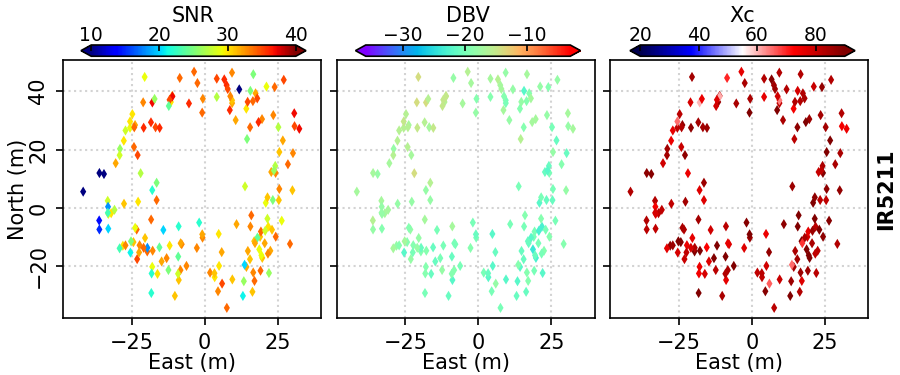 SNR DBV Xc
10 20 30 40 −30 −20 −10 20 40 60 80
40
20
0
−20
North (m)
−25 0 25 −25 0 25 −25 0 25
East (m) East (m) East (m)
IR5211